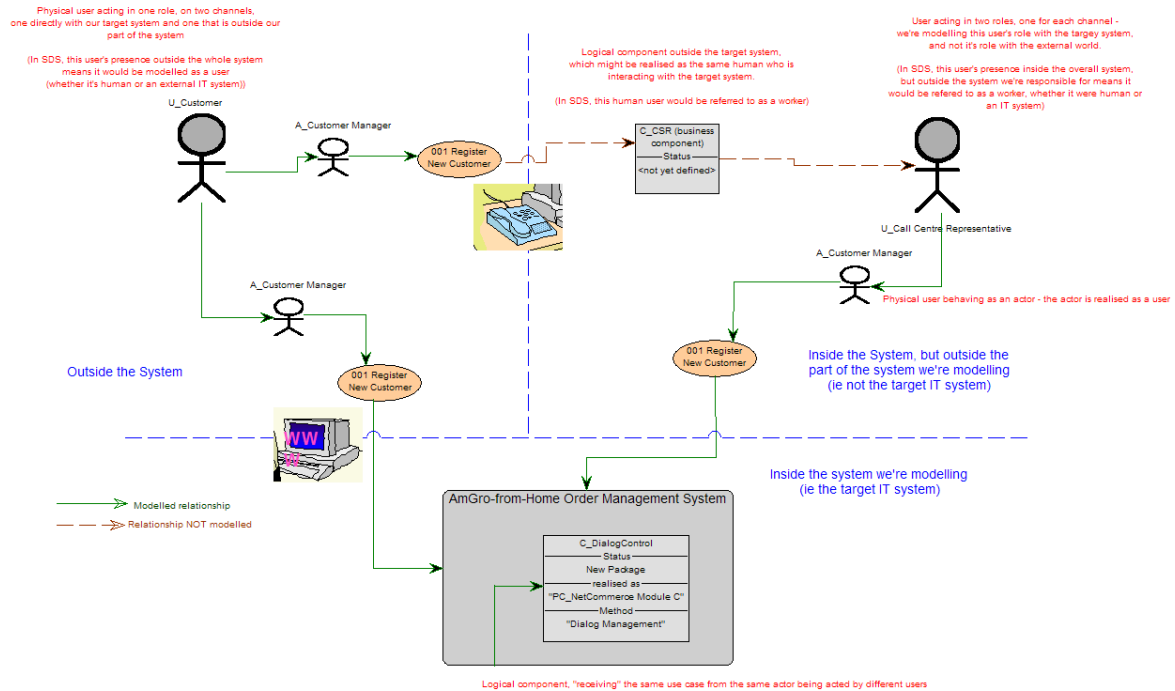 Physical user acting in one role, on two channels,
one directly with our target system and one that is outside our
part of the system
(In SDS, this user's presence outside the whole system
means it would be modelled as a user
(whether it's human or an external IT system))
U_Customer
A_Customer Manager
001 Register
New Customer
Logical component outside the target system,
which might be realised as the same human who is
interacting with the target system.
(In SDS, this human user would be referred to as a worker)
C_CSR (business
component)
Status
<not yet defined>
User acting in two roles, one for each channel -
we're modelling this user's role with the targey system,
and not it's role with the external world.
(In SDS, this user's presence inside the overall system,
but outside the system we're responsible for means it
would be refered to as a worker, whether it were human or
an IT system)
U_Call Centre Representative
A_Customer Manager
Physical user behaving as an actor - the actor is realised as a user
A_Customer Manager
001 Register
New Customer
001 Register
New Customer
Outside the System
Inside the System, but outside the
part of the system we're modelling
(ie not the target IT system)
WW
W
Inside the system we're modelling
(ie the target IT system)
Modelled relationship
Relationship NOT modelled
AmGro-from-Home Order Management System
C_DialogControl
Status
New Package
realised as
"PC_NetCommerce Module C"
Method
"Dialog Management"
Logical component, "receiving" the same use case from the same actor being acted by different users